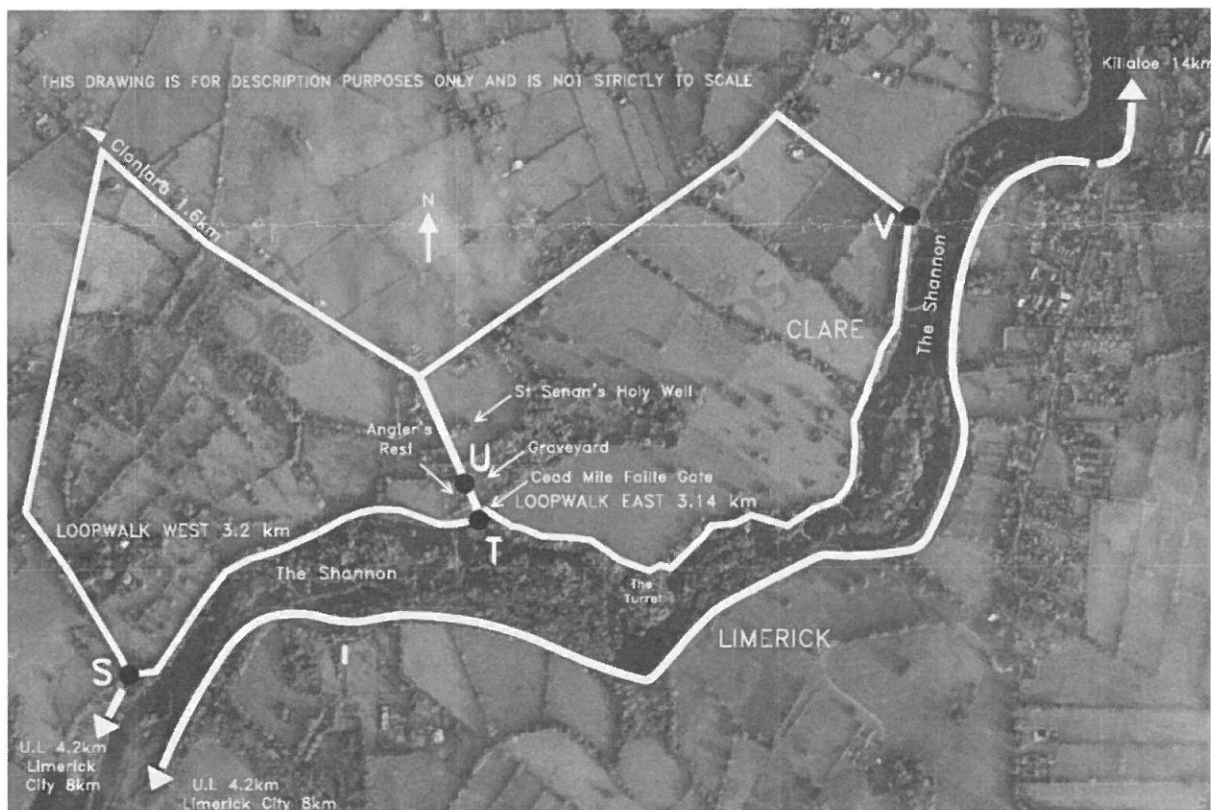 THIS DRAWING IS FOR DESCRIPTION PURPOSES ONLY AND IS NOT STRICTLY TO SCALE
Killaloe 14km
Clonlara 1.6km
N
V
The Shannon
CLARE
St Senan's Holy Well
Angler's
Rest
U
Graveyard
Cead Mile Failte Gate
LOOPWALK EAST 3.14 km
LOOPWALK WEST 3.2 km
T
The Shannon
The
Turret
LIMERICK
S
U.L 4.2km
Limerick
City 8km
U.L 4.2km
Limerick City 8km